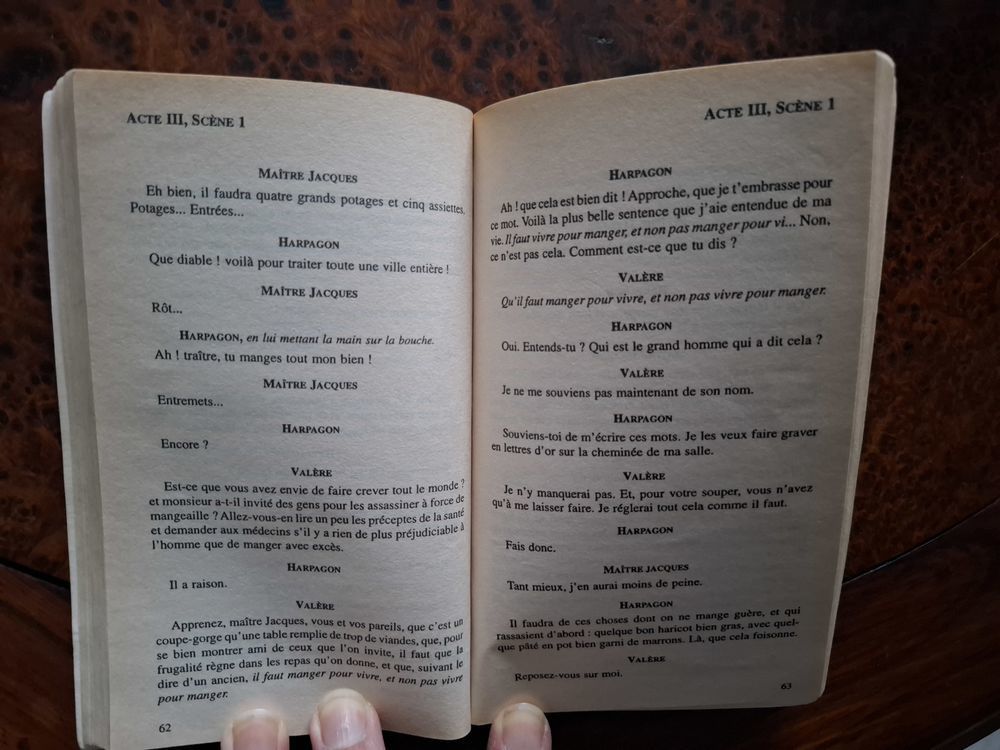 ACTE III, SCÈNE 1
MAÎTRE JACQUES
Eh bien, il faudra quatre grands potages et cinq assiettes,
Potages... Entrées...
HARPAGON
Que diable ! voilà pour traiter toute une ville entière !
MAÎTRE JACQUES
Rôt...
HARPAGON, en lui mettant la main sur la bouche.
Ah ! traître, tu manges tout mon bien !
MAÎTRE JACQUES
Entremets...
HARPAGON
Encore ?
VALÈRE
Est-ce que vous avez envie de faire crever tout le monde ?
et monsieur a-t-il invité des gens pour les assassiner à force de
mangeaille ? Allez-vous-en lire un peu les préceptes de la santé
et demander aux médecins s'il y a rien de plus préjudiciable à
l'homme que de manger avec excès.
HARPAGON
Il a raison.
VALÈRE
Apprenez, maître Jacques, vous et vos pareils, que c'est un
coupe-gorge qu'une table remplie de trop de viandes, que, pour
se bien montrer ami de ceux que l'on invite, il faut que la
frugalité règne dans les repas qu'on donne, et que, suivant le
dire d'un ancien, il faut manger pour vivre, et non pas vivre
pour manger.
62
ACTE III, SCÈNE 1
HARPAGON
Ah ! que cela est bien dit ! Approche, que je t'embrasse pour
ce mot. Voilà la plus belle sentence que j'aie entendue de ma
vie. Il faut vivre pour manger, et non pas manger pour vi... Non,
ce n'est pas cela. Comment est-ce que tu dis ?
VALÈRE
Qu'il faut manger pour vivre, et non pas vivre pour manger.
HARPAGON
Oui. Entends-tu ? Qui est le grand homme qui a dit cela ?
VALÈRE
Je ne me souviens pas maintenant de son nom.
HARPAGON
Souviens-toi de m'écrire ces mots. Je les veux faire graver
en lettres d'or sur la cheminée de ma salle.
VALÈRE
Je n'y manquerai pas. Et, pour votre souper, vous n'avez
qu'à me laisser faire. Je réglerai tout cela comme il faut.
HARPAGON
Fais donc.
MAÎTRE JACQUES
Tant mieux, j'en aurai moins de peine.
HARPAGON
Il faudra de ces choses dont on ne mange guère, et qui
rassasient d'abord : quelque bon haricot bien gras, avec quel-
que pâté en pot bien garni de marrons. Là, que cela foisonne.
VALÈRE
Reposez-vous sur moi.
63